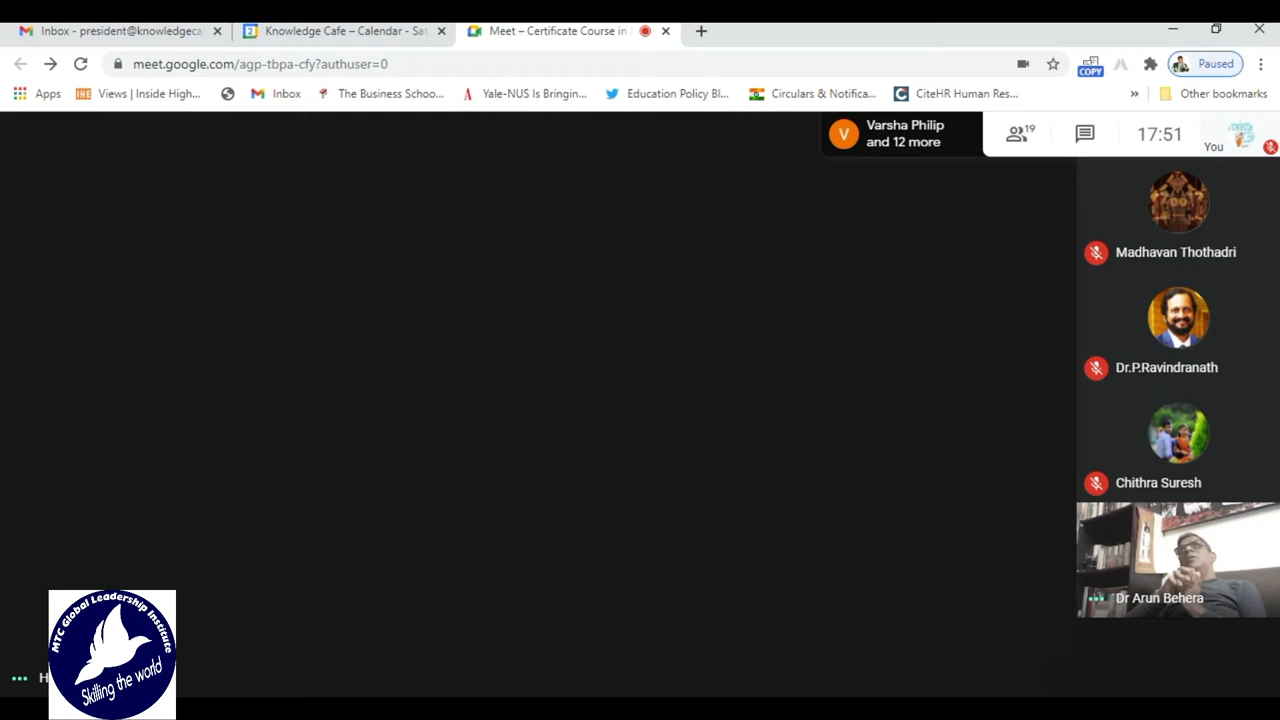 Inbox - president@knowledgeca
Knowledge Cafe – Calendar - Sat
Meet – Certificate Course in
meet.google.com/agp-tbpa-cfy?authuser=0
COPY
Paused
Apps
THE
Views | Inside High...
Inbox
The Business Schoo...
Yale-NUS Is Bringin...
Education Policy Bl...
Circulars & Notifica...
CiteHR Human Res...
»
Other bookmarks
V
Varsha Philip
and 12 more
19
17:51
You
Madhavan Thothadri
Dr.P.Ravindranath
Chithra Suresh
Dr Arun Behera
H
MTC Global Leadership Institute
Skilling the world